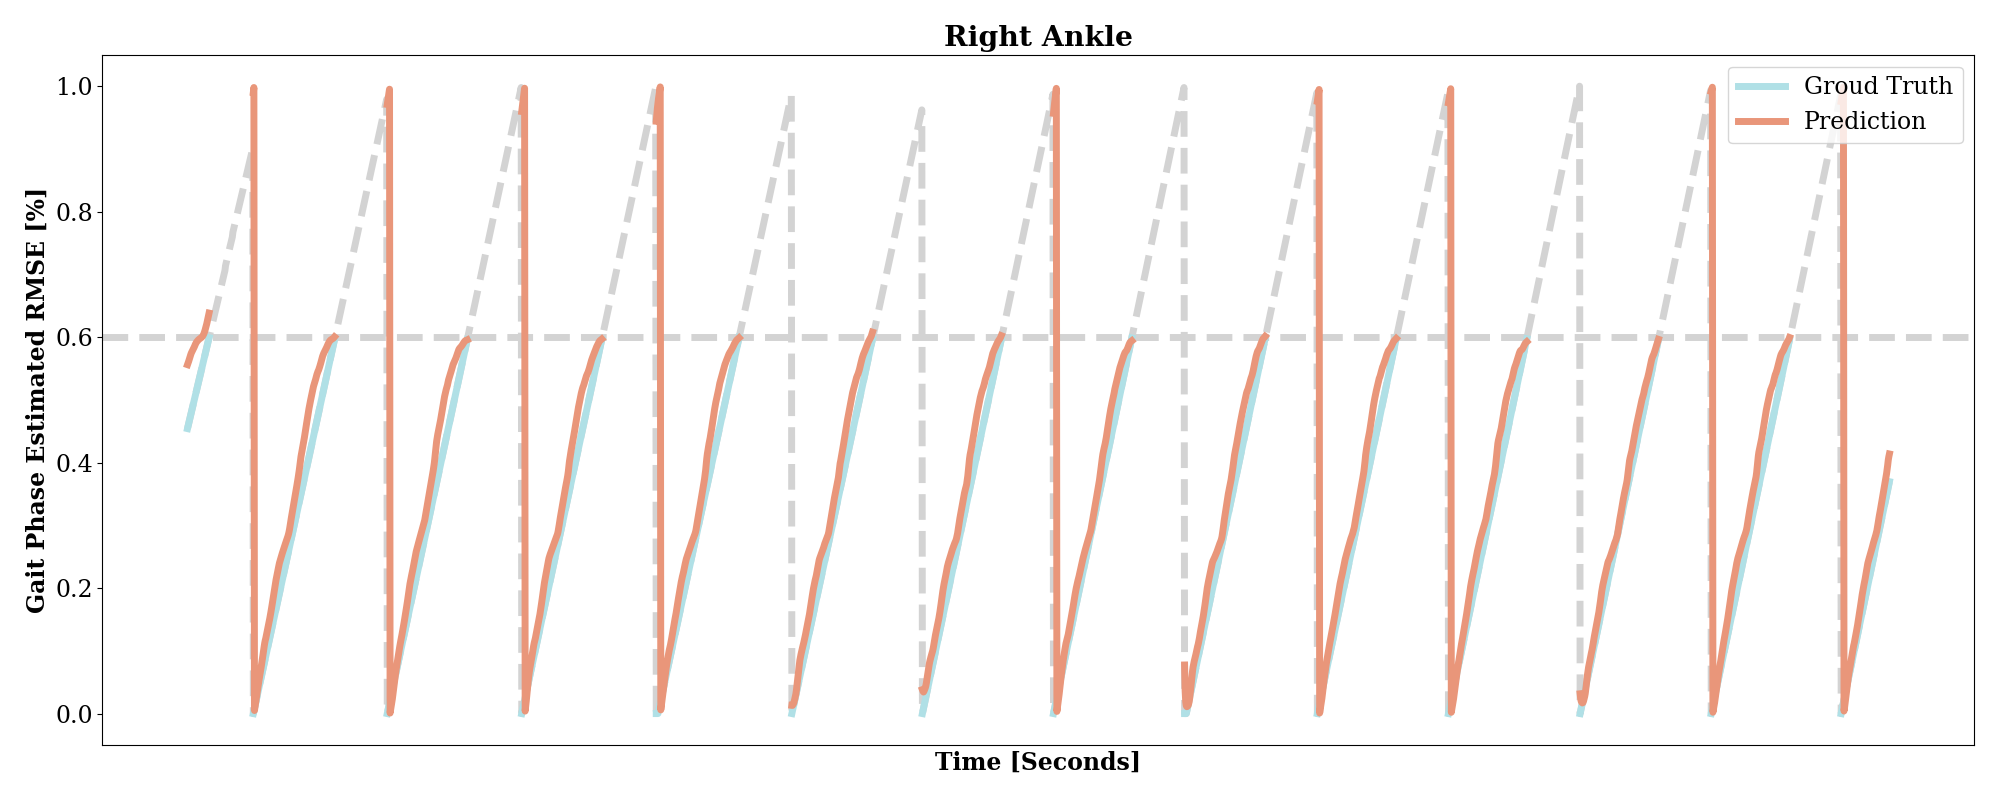 Right Ankle
Groud Truth
Prediction
1.0
0.8
0.6
0.4
0.2
0.0
Gait Phase Estimated RMSE [%]
Time [Seconds]